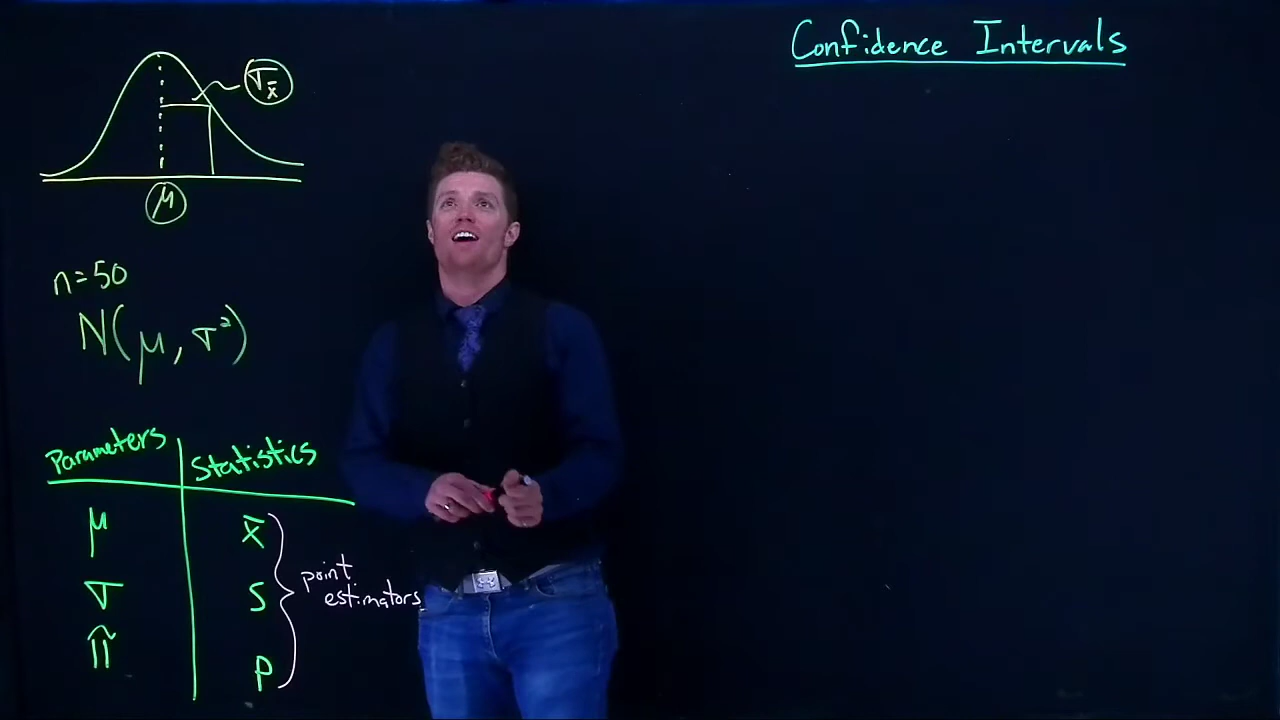 Confidence Intervals
σx̄
μ
n=50
N(μ, σ²)
Parameters Statistics
μ x̄
σ s
π p
point
estimators